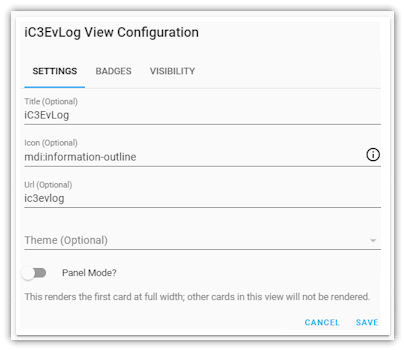 iC3EvLog View Configuration
SETTINGS BADGES VISIBILITY
Title (Optional)
iC3EvLog
Icon (Optional)
mdi:information-outline
Url (Optional)
ic3evlog
Theme (Optional)
Panel Mode?
This renders the first card at full width; other cards in this view will not be rendered.
CANCEL SAVE